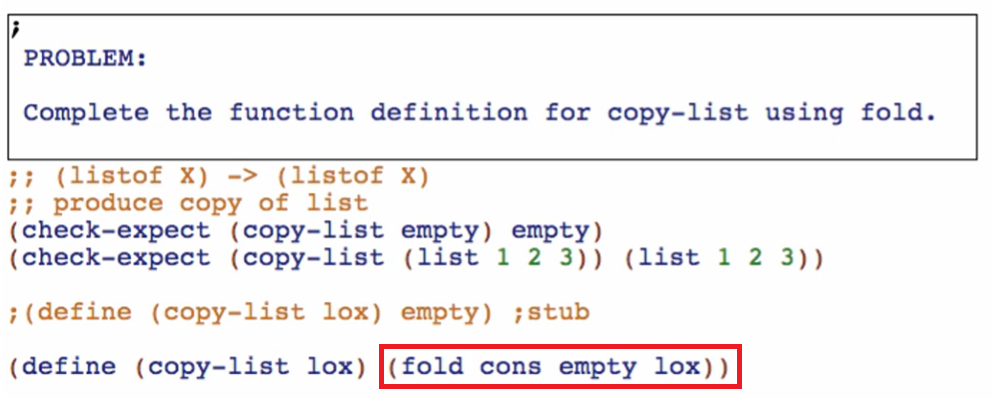 ;
PROBLEM:
Complete the function definition for copy-list using fold.
;; (listof X) -> (listof X)
;; produce copy of list
(check-expect (copy-list empty) empty)
(check-expect (copy-list (list 1 2 3)) (list 1 2 3))
;(define (copy-list lox) empty) ;stub
(define (copy-list lox) (fold cons empty lox))